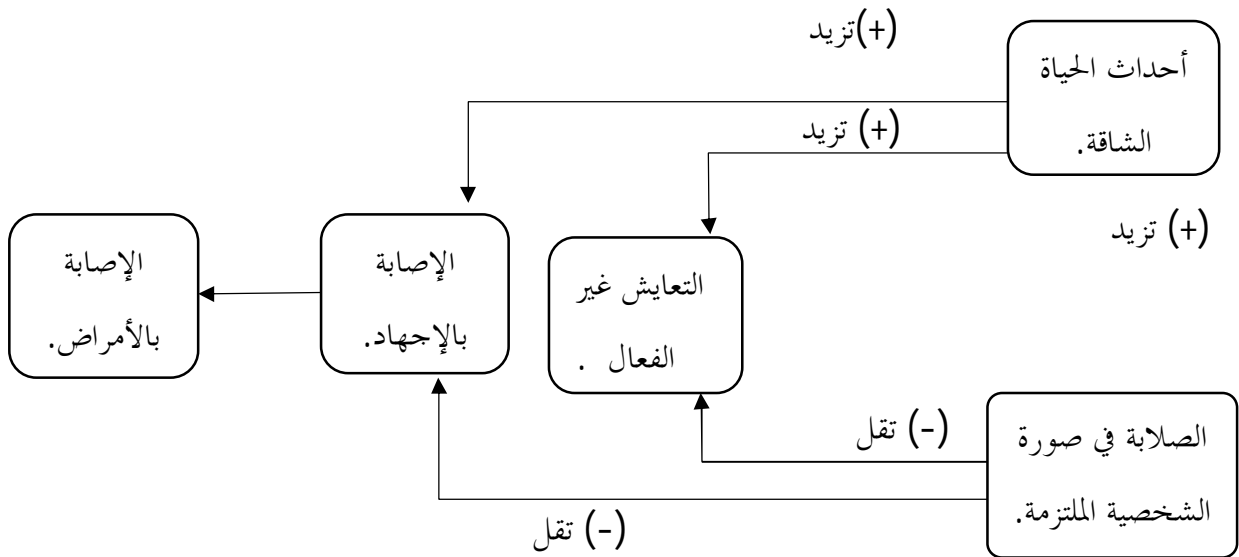 (+)تزيد
أحداث الحياة
الشاقة.
(+) تزيد
(+) تزيد
الإصابة
بالإجهاد.
الإصابة
بالأمراض.
التعايش غير
الفعال .
الصلابة في صورة
الشخصية الملتزمة.
(-) تقل
(-) تقل